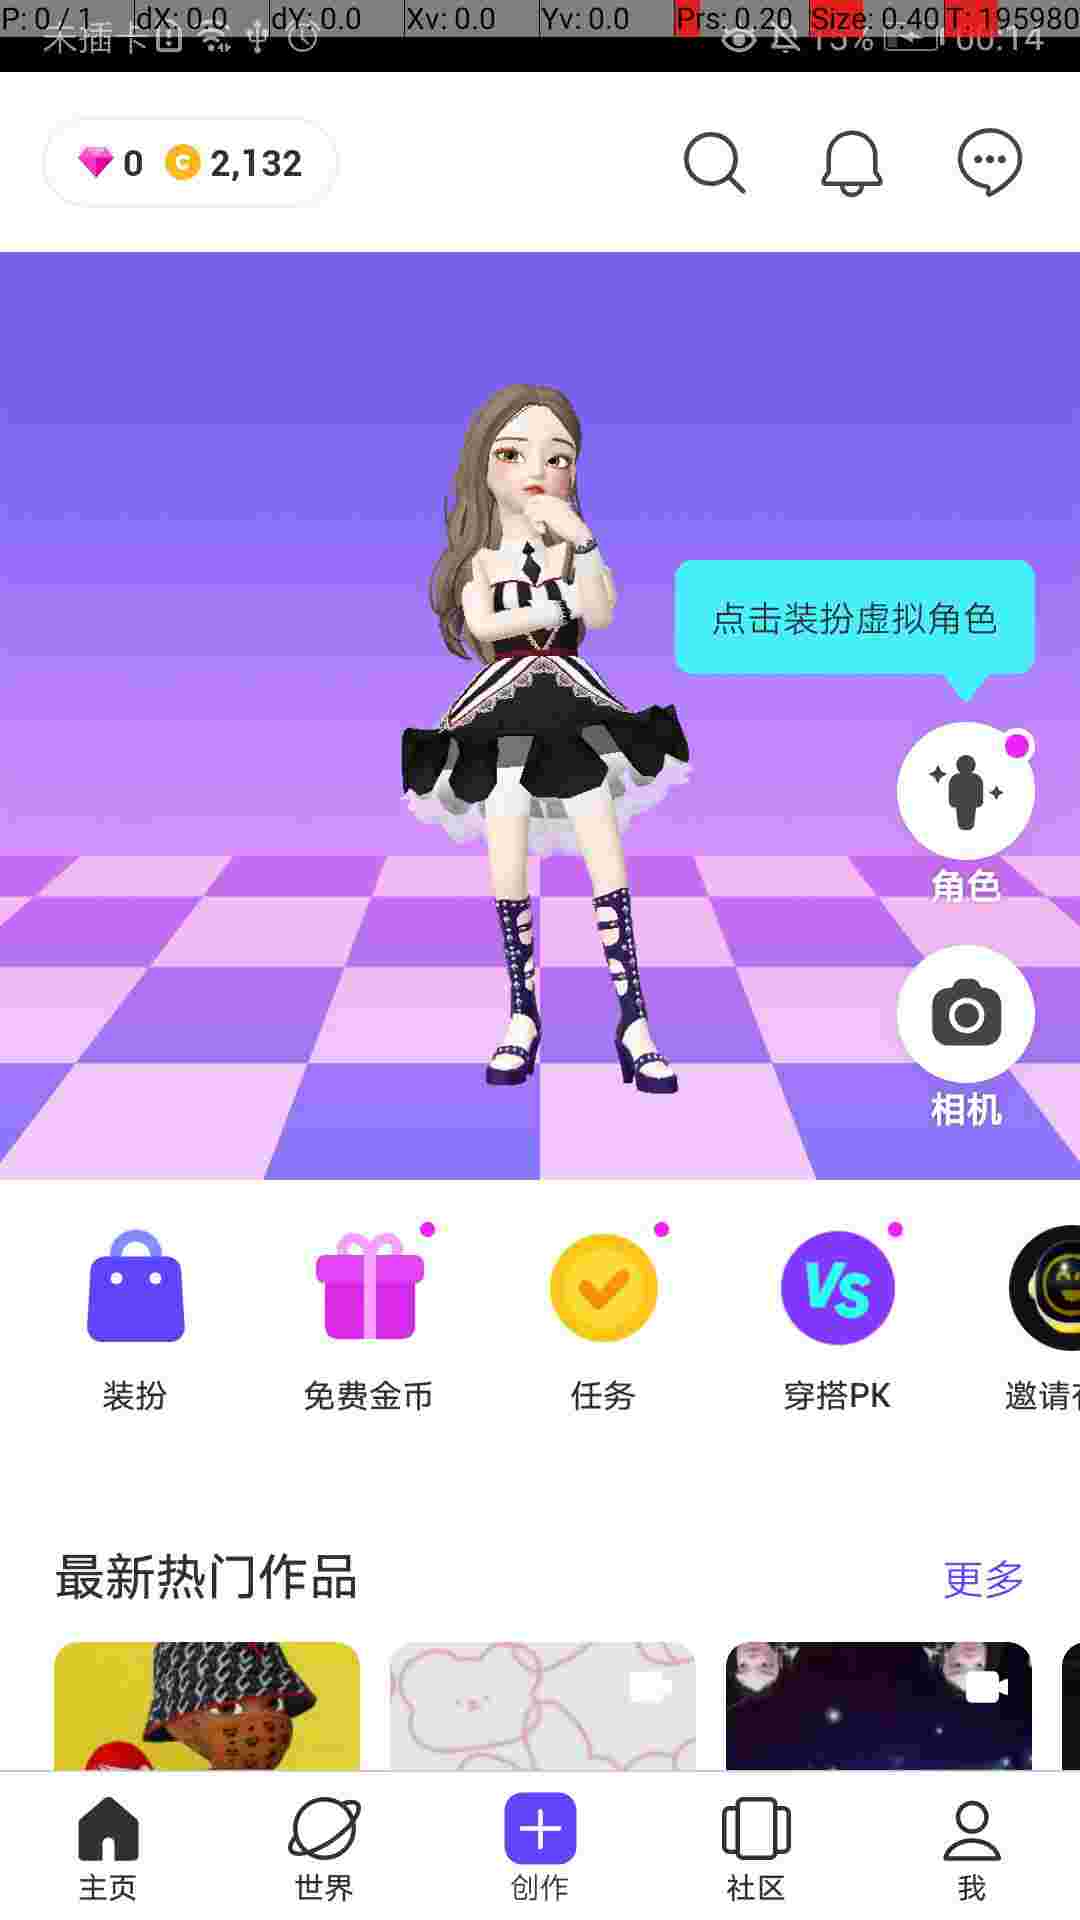 P: 0 / 1 dX: 0.0 dY: 0.0 Xv: 0.0 Yv: 0.0 Prs: 0.20 Size: 0.40 T: 195980
未插卡 15% 00:14
0 2,132
点击装扮虚拟角色
角色
相机
装扮 免费金币 任务 穿搭PK 邀请
最新热门作品 更多
主页 世界 创作 社区 我